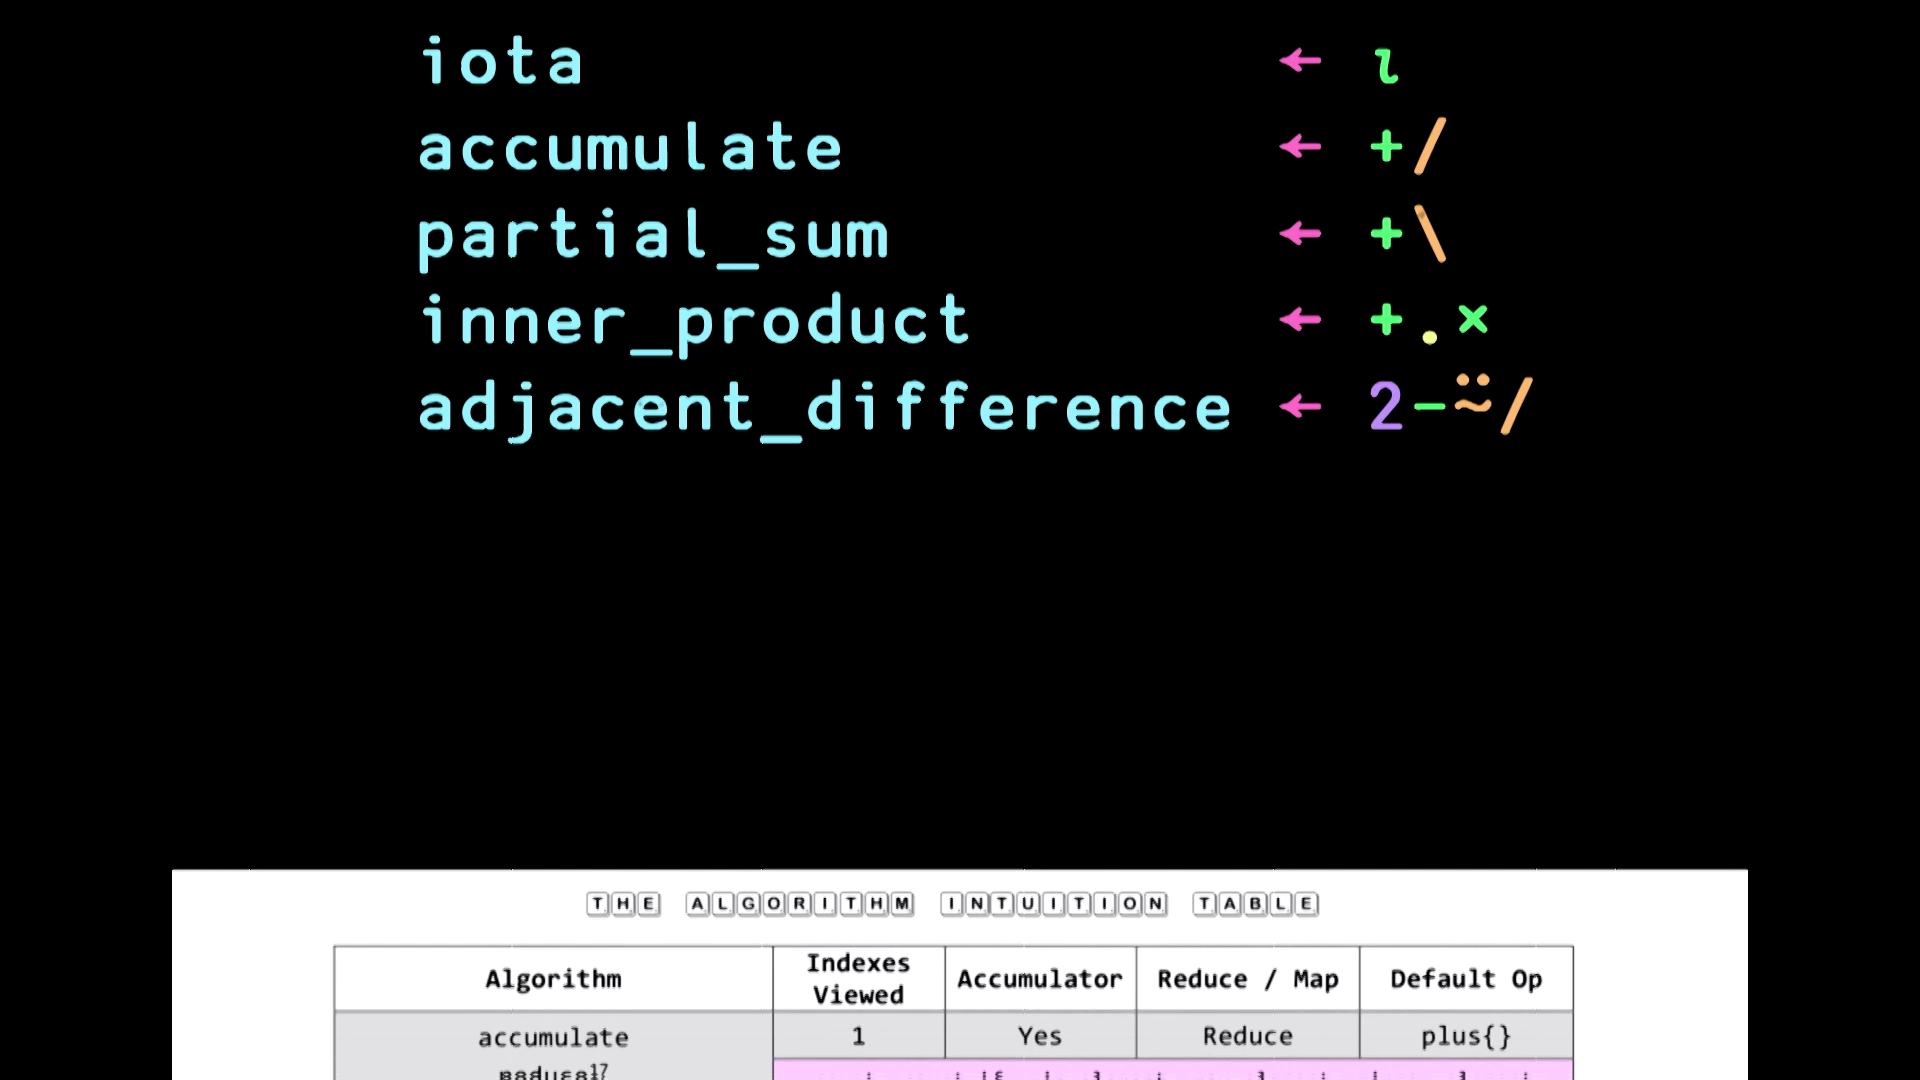 iota ← ⍳
accumulate ← +/
partial_sum ← +\
inner_product ← +.×
adjacent_difference ← 2-⍨/
THE ALGORITHM INTUITION TABLE
Algorithm Indexes Viewed Accumulator Reduce / Map Default Op
accumulate 1 Yes Reduce plus{}